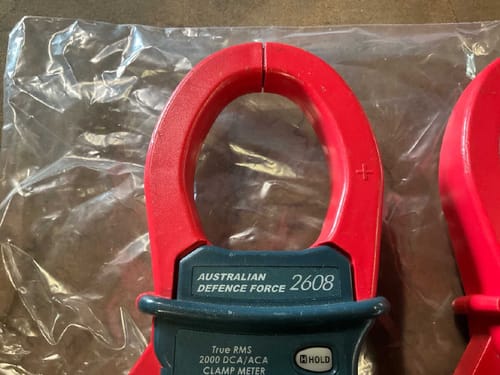 +
AUSTRALIAN
DEFENCE FORCE 2608
True RMS
2000 DCA/ACA
CLAMP METER
H HOLD